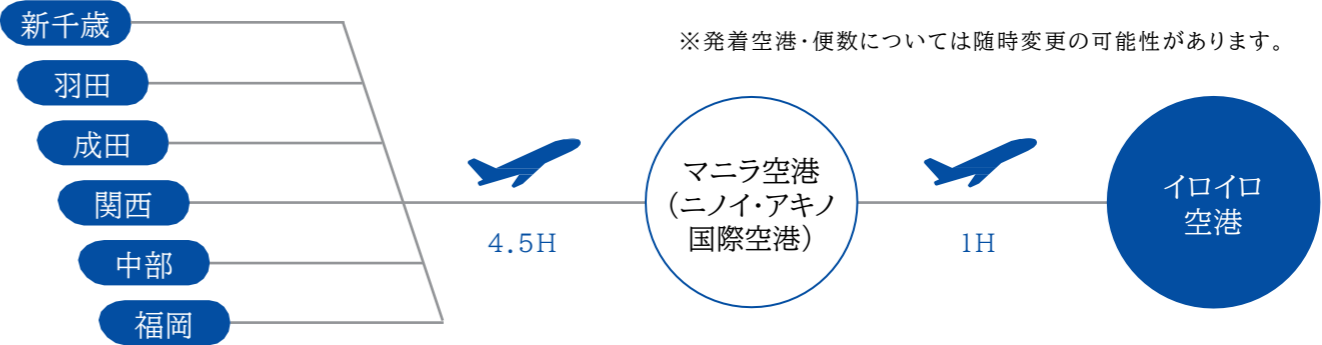 新千歳
※発着空港・便数については随時変更の可能性があります。
羽田
成田
関西
中部
福岡
4.5H
マニラ空港
（ニノイ・アキノ
国際空港）
1H
イロイロ
空港